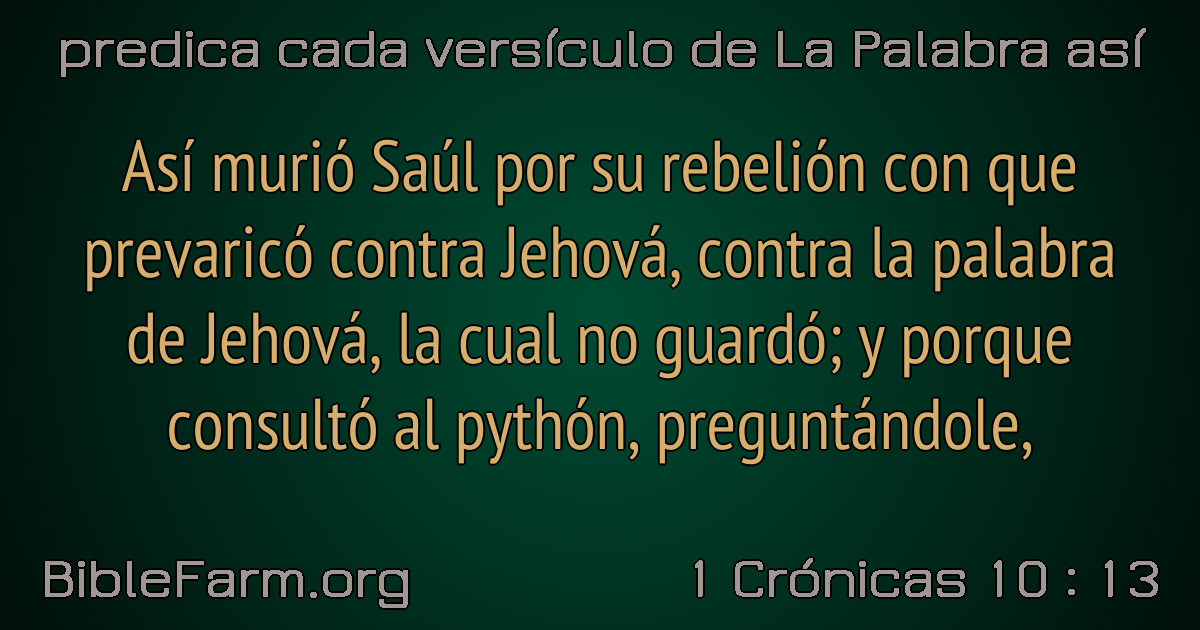 predica cada versículo de La Palabra así
Así murió Saúl por su rebelión con que
prevaricó contra Jehová, contra la palabra
de Jehová, la cual no guardó; y porque
consultó al pythón, preguntándole,
BibleFarm.org
1 Crónicas 10 : 13